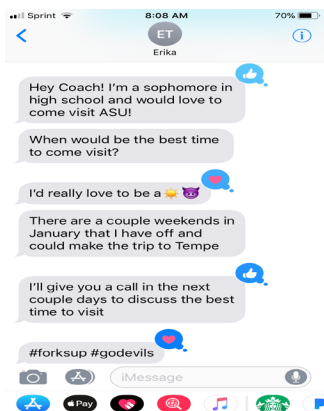 Sprint 8:08 AM 70%
ET
Erika
Hey Coach! I'm a sophomore in
high school and would love to
come visit ASU!
When would be the best time
to come visit?
I'd really love to be a ☀️ 😈
There are a couple weekends in
January that I have off and
could make the trip to Tempe
I'll give you a call in the next
couple days to discuss the best
time to visit
#forksup #godevils
iMessage
Pay